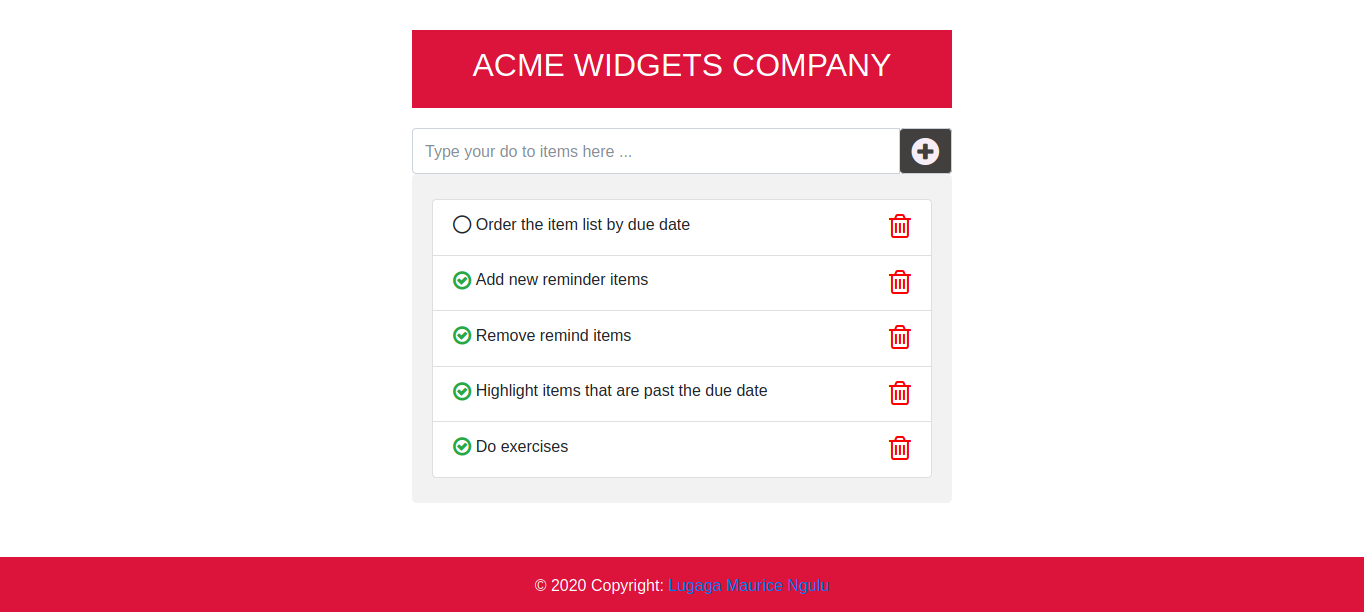 ACME WIDGETS COMPANY
Type your do to items here ...
Order the item list by due date
Add new reminder items
Remove remind items
Highlight items that are past the due date
Do exercises
© 2020 Copyright: Lugaga Maurice Ngulu